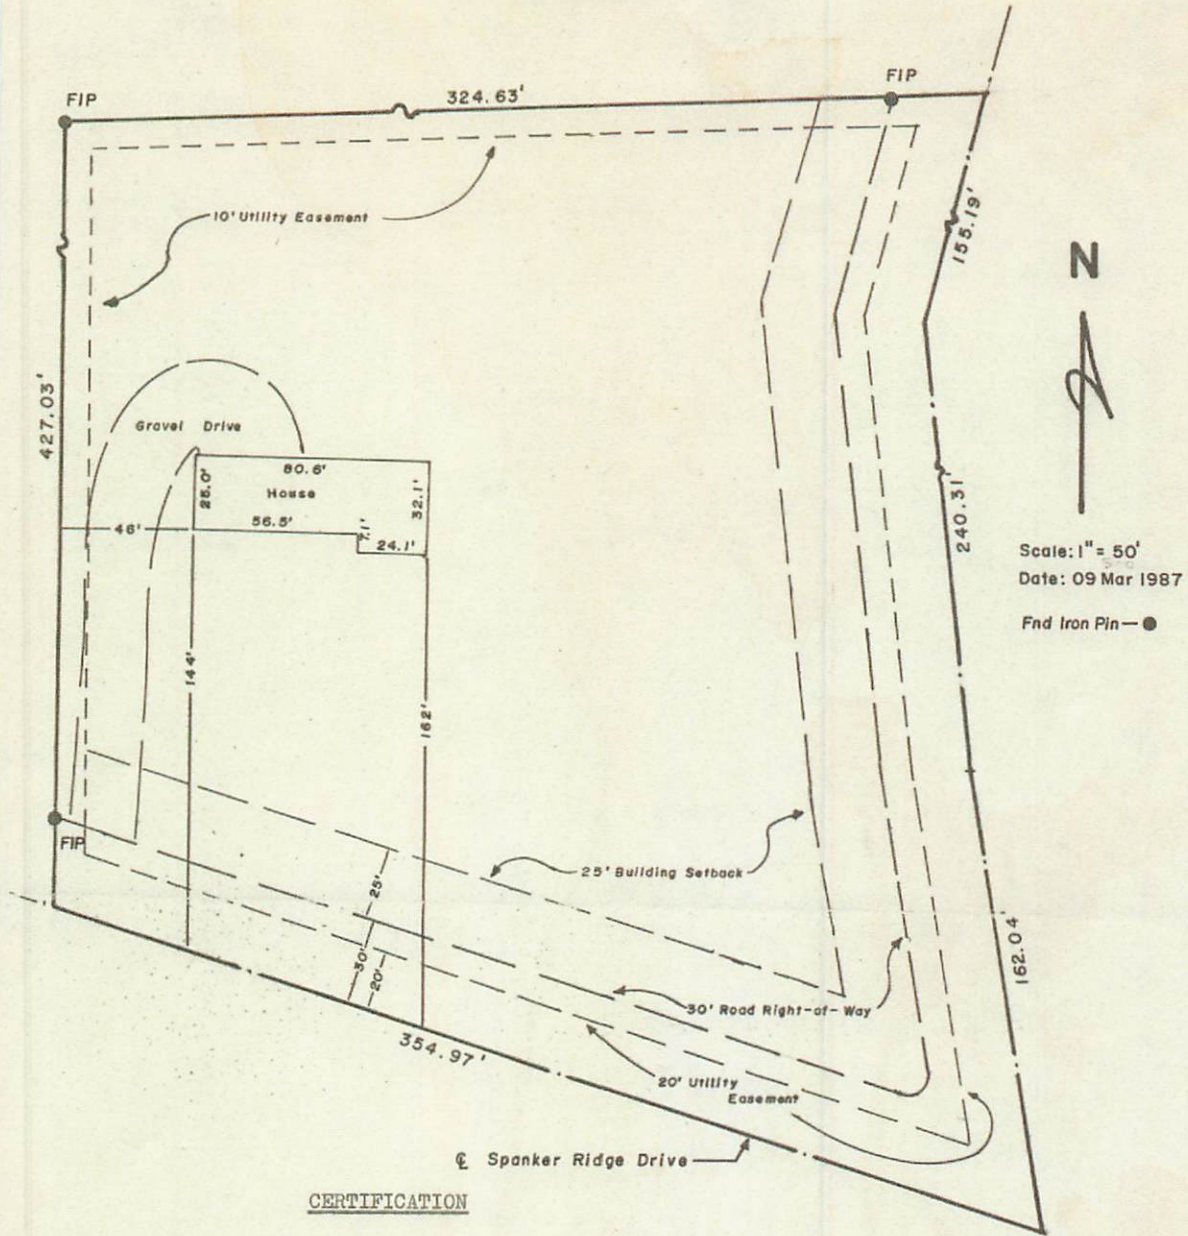 FIP
324.63'
FIP
155.19'
10' Utility Easement
N
427.03'
Gravel Drive
80.6'
25.0'
House
32.1'
46'
56.5'
7.1'
24.1'
240.31'
Scale: 1" = 50'
Date: 09 Mar 1987
Fnd Iron Pin—
144'
162'
FIP
25' Building Setback
25'
162.04'
30'
20'
30' Road Right-of-Way
354.97'
20' Utility
Easement
℄ Spanker Ridge Drive
CERTIFICATION